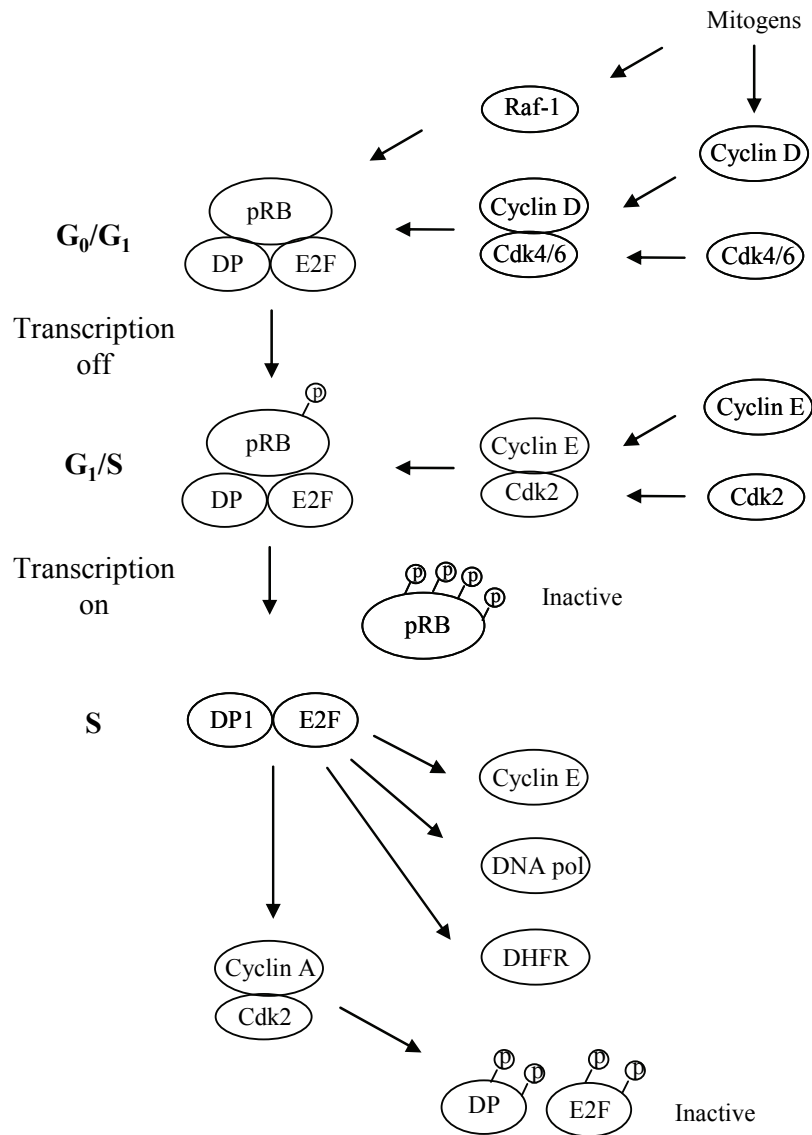 Mitogens
Raf-1
Cyclin D
pRB
Cyclin D
G₀/G₁
DP E2F
Cdk4/6
Cdk4/6
Transcription
off
p
Cyclin E
pRB
Cyclin E
G₁/S
DP E2F
Cdk2
Cdk2
Transcription
on
p p p p
Inactive
pRB
S
DP1 E2F
Cyclin E
DNA pol
DHFR
Cyclin A
Cdk2
p p p p
DP E2F
Inactive